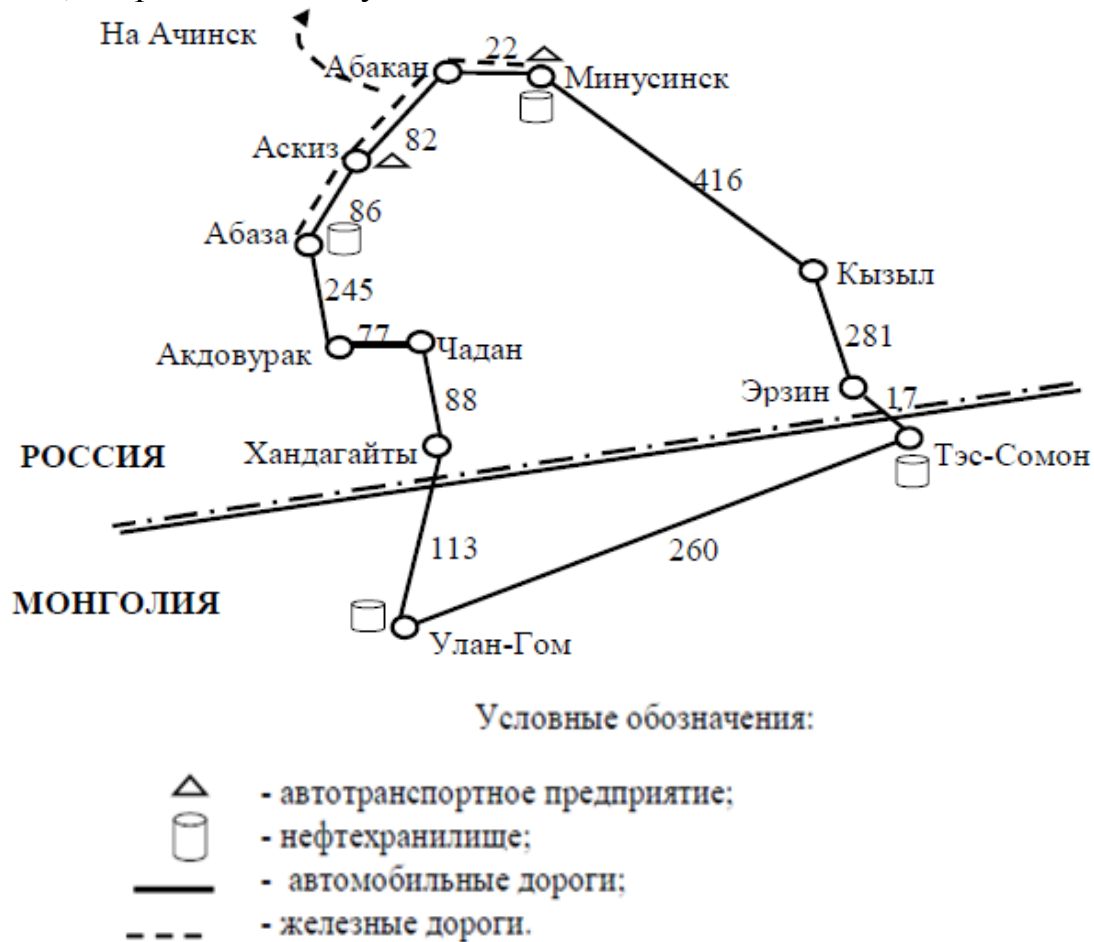 На Ачинск
Абакан
22
Минусинск
Аскиз
82
86
416
Абаза
Кызыл
245
281
Акдовурак
77
Чадан
Эрзин
17
88
РОССИЯ
Хандагайты
Тэс-Сомон
113
260
МОНГОЛИЯ
Улан-Гом
Условные обозначения:
- автотранспортное предприятие;
- нефтехранилище;
- автомобильные дороги;
- железные дороги.